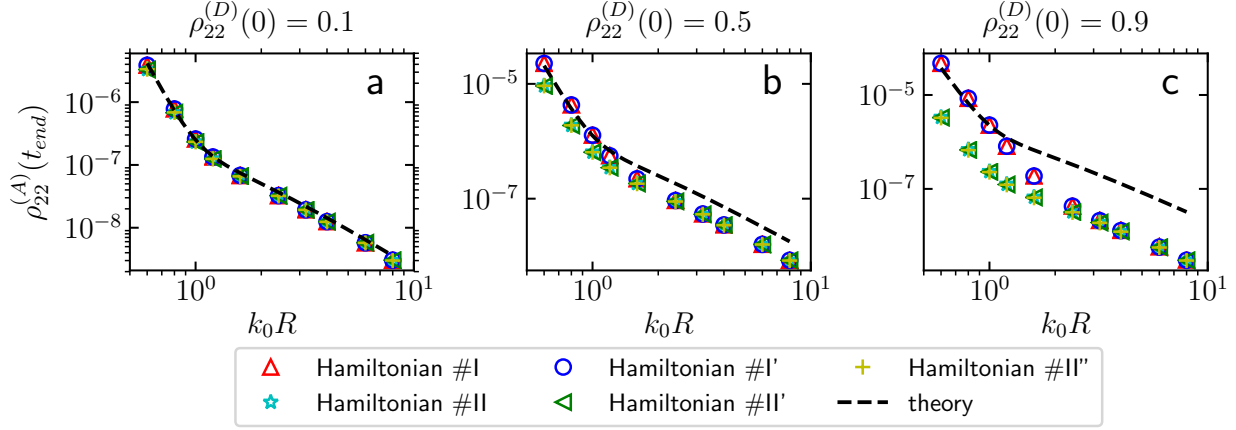 ρ₂₂⁽ᴰ⁾(0) = 0.1
ρ₂₂⁽ᴰ⁾(0) = 0.5
ρ₂₂⁽ᴰ⁾(0) = 0.9
a
b
c
10⁻⁶
10⁻⁷
10⁻⁸
10⁻⁵
10⁻⁷
10⁻⁵
10⁻⁷
ρ₂₂⁽ᴬ⁾(t_{end})
10⁰
10¹
10⁰
10¹
10⁰
10¹
k₀R
k₀R
k₀R
Hamiltonian #I
Hamiltonian #I'
Hamiltonian #II''
Hamiltonian #II
Hamiltonian #II'
theory